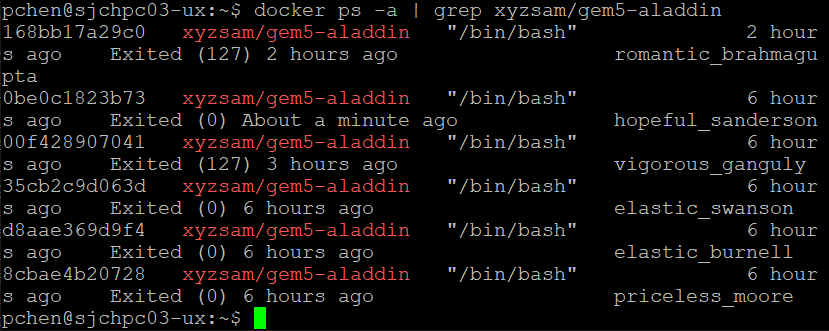 pchen@sjchpc03-ux:~$ docker ps -a | grep xyzsam/gem5-aladdin
168bb17a29c0   xyzsam/gem5-aladdin   "/bin/bash"              2 hour
s ago    Exited (127) 2 hours ago                  romantic_brahmagu
pta
0be0c1823b73   xyzsam/gem5-aladdin   "/bin/bash"              6 hour
s ago    Exited (0) About a minute ago             hopeful_sanderson
00f428907041   xyzsam/gem5-aladdin   "/bin/bash"              6 hour
s ago    Exited (127) 3 hours ago                  vigorous_ganguly
35cb2c9d063d   xyzsam/gem5-aladdin   "/bin/bash"              6 hour
s ago    Exited (0) 6 hours ago                    elastic_swanson
d8aae369d9f4   xyzsam/gem5-aladdin   "/bin/bash"              6 hour
s ago    Exited (0) 6 hours ago                    elastic_burnell
8cbae4b20728   xyzsam/gem5-aladdin   "/bin/bash"              6 hour
s ago    Exited (0) 6 hours ago                    priceless_moore
pchen@sjchpc03-ux:~$